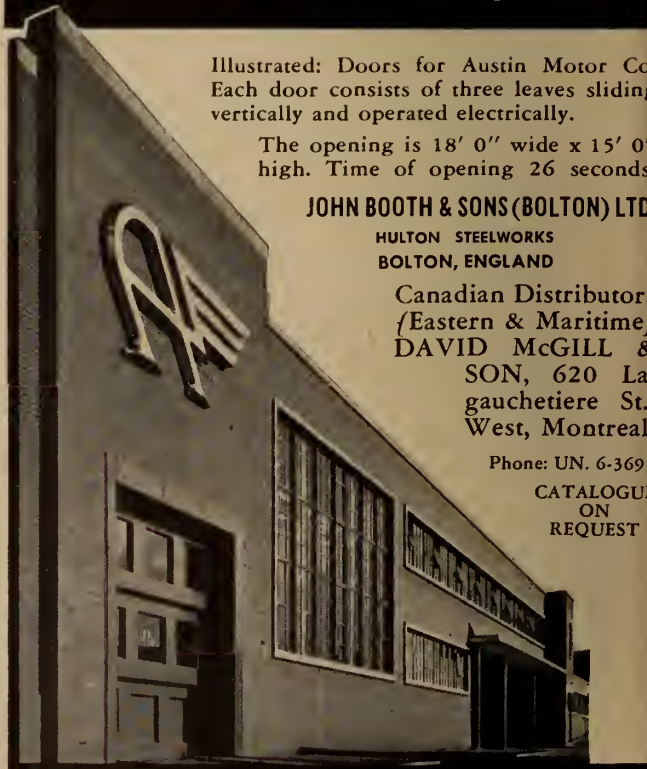 Illustrated: Doors for Austin Motor Co
Each door consists of three leaves sliding
vertically and operated electrically.
The opening is 18' 0" wide x 15' 0"
high. Time of opening 26 seconds
JOHN BOOTH & SONS (BOLTON) LTD
HULTON STEELWORKS
BOLTON, ENGLAND
Canadian Distributor
(Eastern & Maritime)
DAVID McGILL &
SON, 620 La
gauchetiere St.
West, Montreal
Phone: UN. 6-369
CATALOGU
ON
REQUEST
A